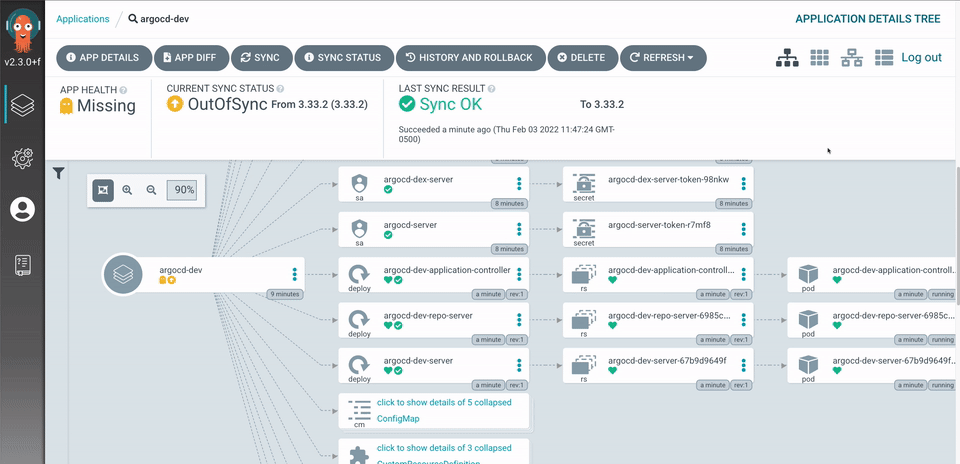 Applications
argocd-dev
APPLICATION DETAILS TREE
v2.3.0+f
APP DETAILS
APP DIFF
SYNC
SYNC STATUS
HISTORY AND ROLLBACK
DELETE
REFRESH
Log out
APP HEALTH
Missing
CURRENT SYNC STATUS
OutOfSync From 3.33.2 (3.33.2)
LAST SYNC RESULT
Sync OK
To 3.33.2
Succeeded a minute ago (Thu Feb 03 2022 11:47:24 GMT-
0500)
90%
argocd-dex-server
sa
8 minutes
argocd-dex-server-token-98nkw
secret
8 minutes
argocd-server
sa
8 minutes
argocd-server-token-r7mf8
secret
8 minutes
argocd-dev
9 minutes
argocd-dev-application-controller
deploy
a minute rev:1
argocd-dev-application-controll...
rs
a minute rev:1
argocd-dev-application-controll...
pod
a minute running
argocd-dev-repo-server
deploy
a minute rev:1
argocd-dev-repo-server-6985c...
rs
a minute rev:1
argocd-dev-repo-server-6985c...
pod
a minute running
argocd-dev-server
deploy
a minute rev:1
argocd-dev-server-67b9d9649f
rs
a minute rev:1
argocd-dev-server-67b9d9649f...
pod
a minute running
click to show details of 5 collapsed
ConfigMap
cm
click to show details of 3 collapsed
CustomResourceDefinition